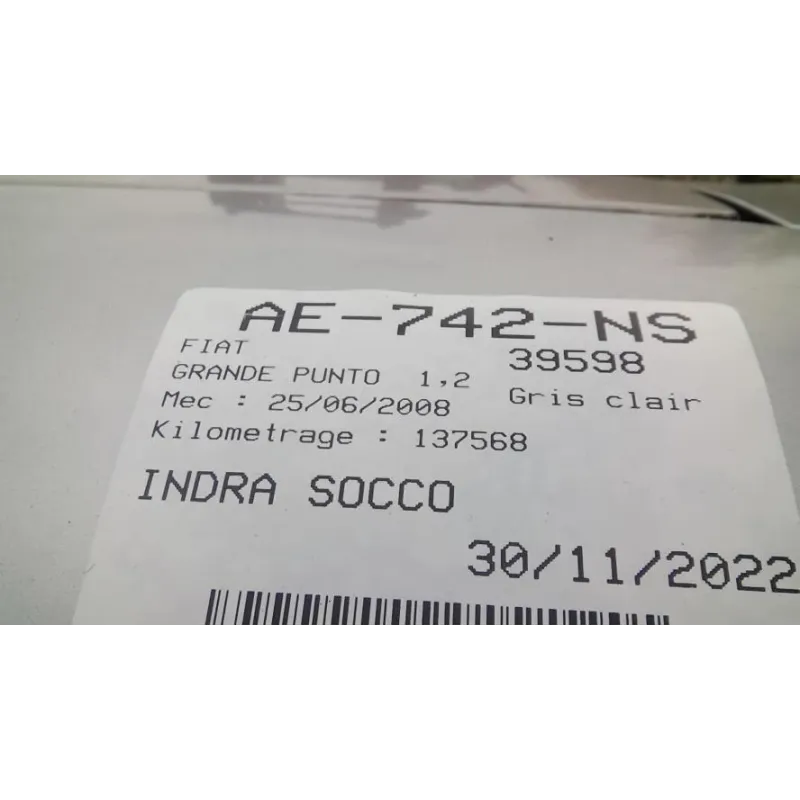 AE-742-NS
FIAT
39598
GRANDE PUNTO 1,2
Gris clair
Mec : 25/06/2008
Kilometrage : 137568
INDRA SOCCO
30/11/2022